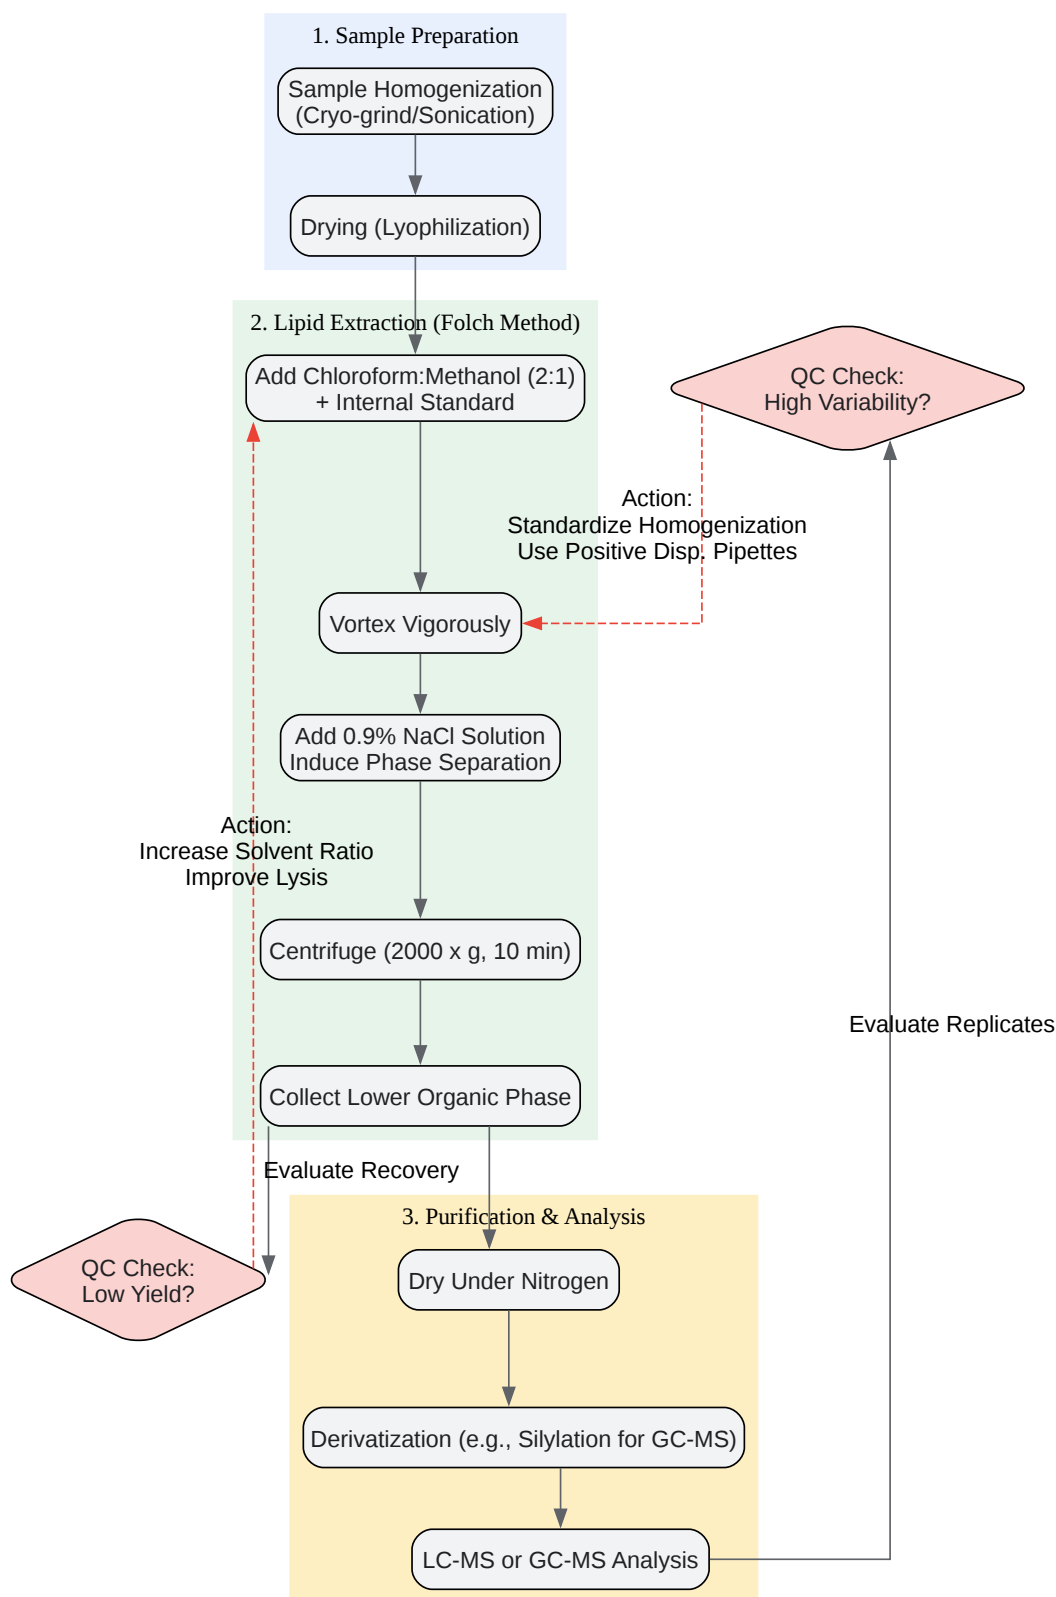 1. Sample Preparation
Sample Homogenization
(Cryo-grind/Sonication)
Drying (Lyophilization)
2. Lipid Extraction (Folch Method)
Add Chloroform:Methanol (2:1)
+ Internal Standard
QC Check:
High Variability?
Action:
Standardize Homogenization
Use Positive Disp. Pipettes
Vortex Vigorously
Add 0.9% NaCl Solution
Induce Phase Separation
Action:
Increase Solvent Ratio
Improve Lysis
Centrifuge (2000 x g, 10 min)
Evaluate Replicates
Collect Lower Organic Phase
Evaluate Recovery
3. Purification & Analysis
QC Check:
Low Yield?
Dry Under Nitrogen
Derivatization (e.g., Silylation for GC-MS)
LC-MS or GC-MS Analysis